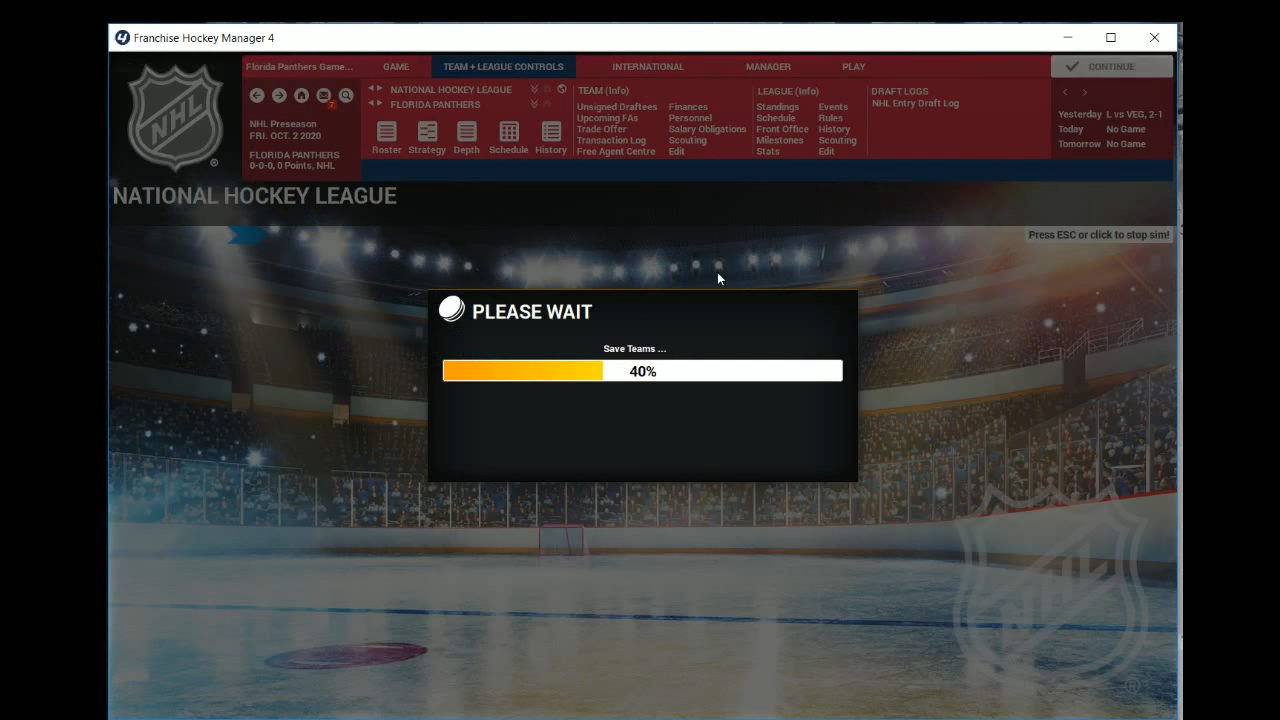 Franchise Hockey Manager 4
Florida Panthers Game...
GAME
TEAM + LEAGUE CONTROLS
INTERNATIONAL
MANAGER
PLAY
CONTINUE
NHL
®
NHL Preseason
FRI. OCT. 2 2020
FLORIDA PANTHERS
0-0-0, 0 Points, NHL
7
NATIONAL HOCKEY LEAGUE
FLORIDA PANTHERS
Roster Strategy Depth Schedule History
TEAM (Info)
Unsigned Draftees Finances
Upcoming FAs Personnel
Trade Offer Salary Obligations
Transaction Log Scouting
Free Agent Centre Edit
LEAGUE (Info)
Standings Events
Schedule Rules
Front Office History
Milestones Scouting
Stats Edit
DRAFT LOGS
NHL Entry Draft Log
Yesterday L vs VEG, 2-1
Today No Game
Tomorrow No Game
NATIONAL HOCKEY LEAGUE
Press ESC or click to stop sim!
PLEASE WAIT
Save Teams ...
40%
NHL
®